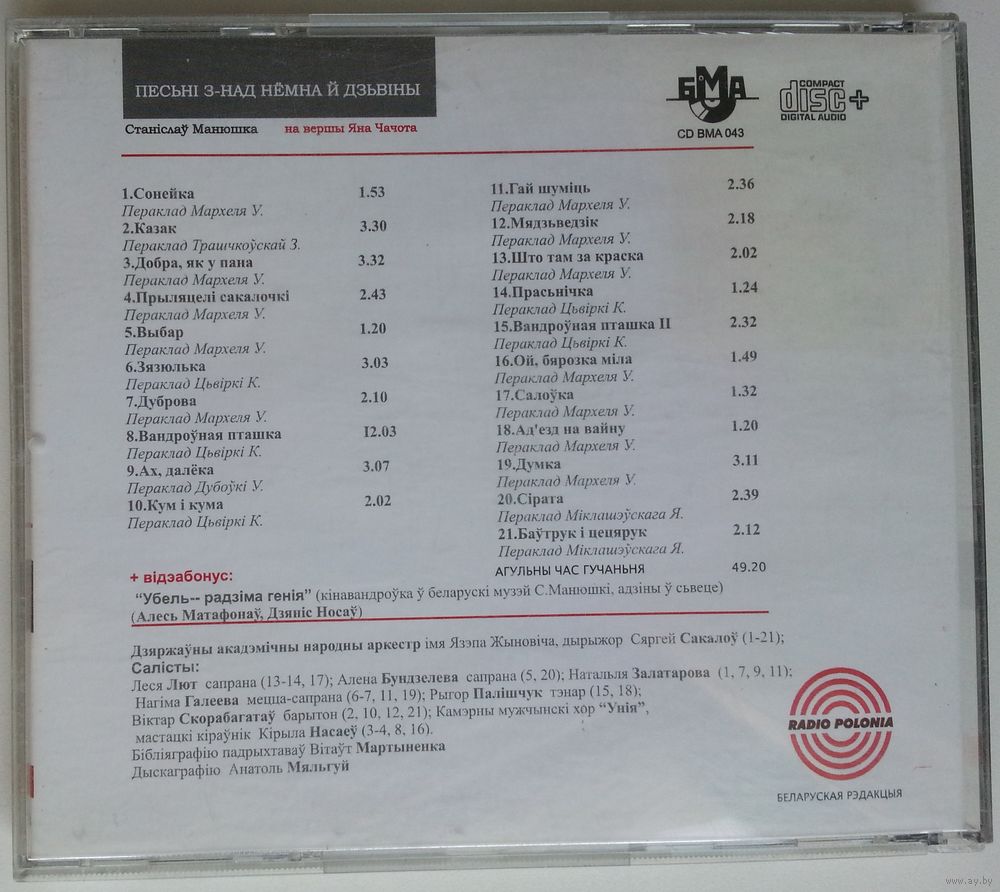 ПЕСЬНІ З-НАД НЁМНА Й ДЗЬВІНЫ
Станіслаў Манюшка на вершы Яна Чачота
БМА
CD BMA 043
COMPACT
disc+
DIGITAL AUDIO
1.Сонейка 1.53
Пераклад Мархеля У.
2.Казак 3.30
Пераклад Трашчкоўскай З.
3.Добра, як у пана 3.32
Пераклад Мархеля У.
4.Прыляцелі сакалочкі 2.43
Пераклад Мархеля У.
5.Выбар 1.20
Пераклад Мархеля У.
6.Зязюлька 3.03
Пераклад Цьвіркі К.
7.Дуброва 2.10
Пераклад Мархеля У.
8.Вандроўная пташка 12.03
Пераклад Цьвіркі К.
9.Ах, далёка 3.07
Пераклад Дубоўкі У.
10.Кум і кума 2.02
Пераклад Цьвіркі К.
11.Гай шуміць 2.36
Пераклад Мархеля У.
12.Мядзьведзік 2.18
Пераклад Мархеля У.
13.Што там за краска 2.02
Пераклад Мархеля У.
14.Прасьнічка 1.24
Пераклад Цьвіркі К.
15.Вандроўная пташка II 2.32
Пераклад Цьвіркі К.
16.Ой, бярозка міла 1.49
Пераклад Мархеля У.
17.Салоўка 1.32
Пераклад Мархеля У.
18.Ад'езд на вайну 1.20
Пераклад Мархеля У.
19.Думка 3.11
Пераклад Мархеля У.
20.Сірата 2.39
Пераклад Міклашэўскага Я.
21.Баўтрук і цецярук 2.12
Пераклад Міклашэўскага Я.
АГУЛЬНЫ ЧАС ГУЧАНЬНЯ 49.20
+ відэабонус:
“Убель-- радзіма генія” (кінавандроўка ў беларускі музэй С.Манюшкі, адзіны ў сьвеце)
(Алесь Матафонаў, Дзяніс Носаў)
Дзяржаўны акадэмічны народны аркестр імя Язэпа Жыновіча, дырыжор Сяргей Сакалоў (1-21);
Салісты:
Леся Лют сапрана (13-14, 17); Алена Бундзелева сапрана (5, 20); Натальля Залатарова (1, 7, 9, 11);
Нагіма Галеева мецца-сапрана (6-7, 11, 19); Рыгор Палішчук тэнар (15, 18);
Віктар Скорабагатаў барытон (2, 10, 12, 21); Камэрны мужчынскі хор “Унія”,
мастацкі кіраўнік Кірыла Насаеў (3-4, 8, 16).
Бібліяграфію падрыхтаваў Вітаўт Мартыненка
Дыскаграфію Анатоль Мяльгуй
RADIO POLONIA
БЕЛАРУСКАЯ РЭДАКЦЫЯ
www.ay.by